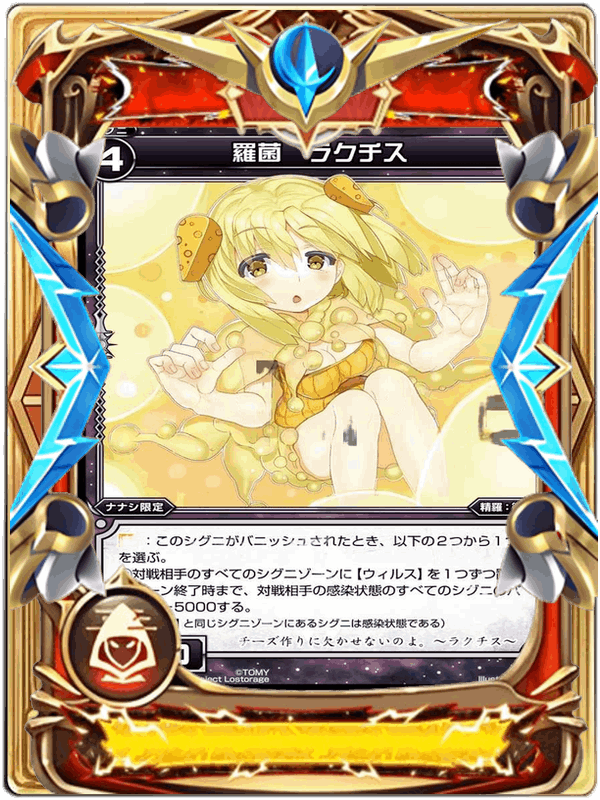 4
羅菌 ラクチス
ナナシ限定
精羅:
:このシグニがバニッシュされたとき、以下の2つから1つ
を選ぶ。
対戦相手のすべてのシグニゾーンに【ウィルス】を1つずつ
ーン終了時まで、対戦相手の感染状態のすべてのシグニのパ
-5000する。
】と同じシグニゾーンにあるシグニは感染状態である)
チーズ作りに欠かせないのよ。~ラクチス~
0
©TOMY
oject Lostorage
Illust